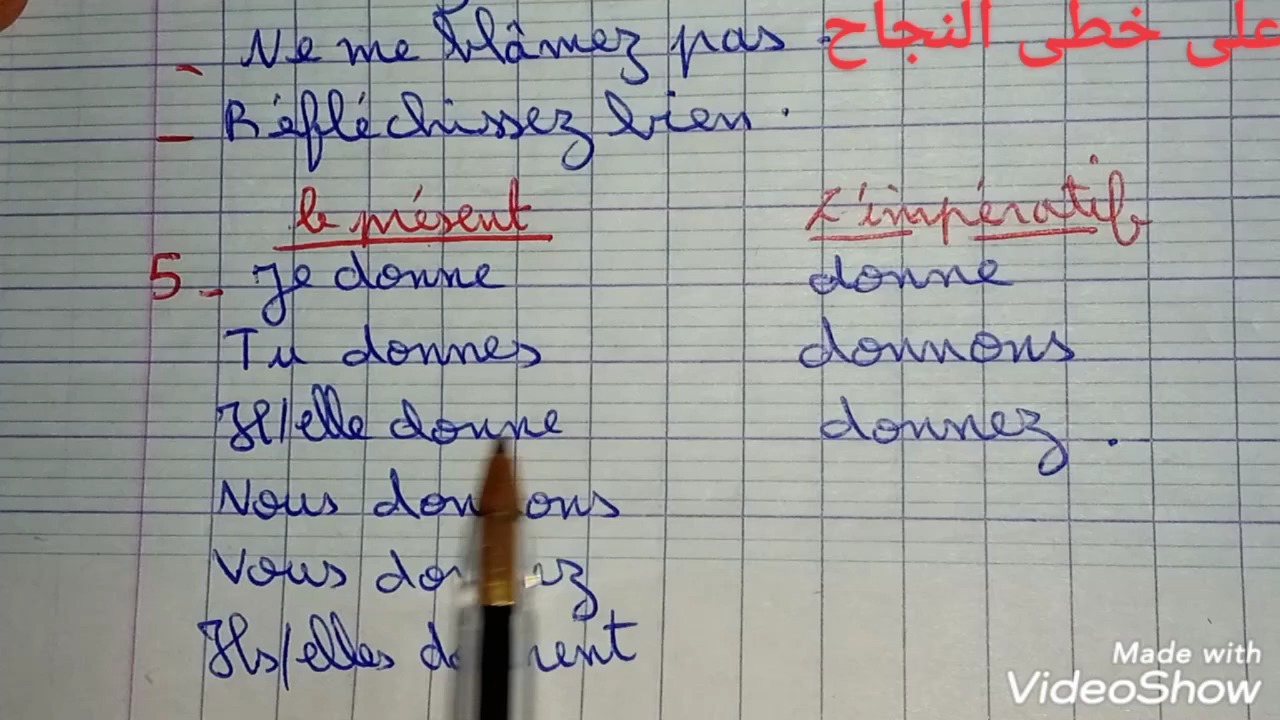 - Ne me blâmez pas. على خطى النجاح
- Réfléchissez bien.
le présent L'impératif
5- Je donne donne
Tu donnes donnons
Il/elle donne donnez.
Nous donnons
Vous donnez
Ils/elles donnent
Made with
VideoShow